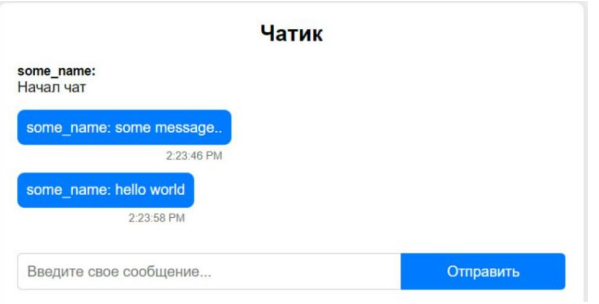 Чатик
some_name:
Начал чат
some_name: some message..
2:23:46 PM
some_name: hello world
2:23:58 PM
Введите свое сообщение...
Отправить